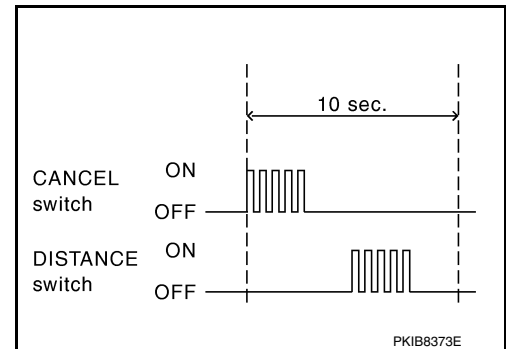 10 sec.
CANCEL
switch
ON
OFF
DISTANCE
switch
ON
OFF
PKIB8373E